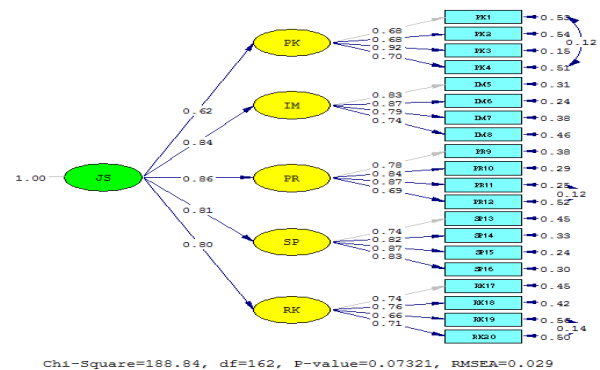 0.68 PK1 0.53
0.68 PK2 0.54
0.12
PK 0.92 PK3 0.15
0.70 PK4 0.51
0.83 IM5 0.31
0.62
0.87 IM6 0.24
IM 0.79 IM7 0.38
0.74 IM8 0.46
0.84
0.78 PR9 0.38
0.84 PR10 0.29
1.00 JS 0.86 PR 0.87 PR11 0.25
0.12
0.69 PR12 0.52
0.81
0.74 SP13 0.45
0.82 SP14 0.33
SP 0.87 SP15 0.24
0.80
0.83 SP16 0.30
0.74 RK17 0.45
0.76 RK18 0.42
RK 0.66 RK19 0.56
0.14
0.71 RK20 0.50
Chi-Square=188.84, df=162, P-value=0.07321, RMSEA=0.029